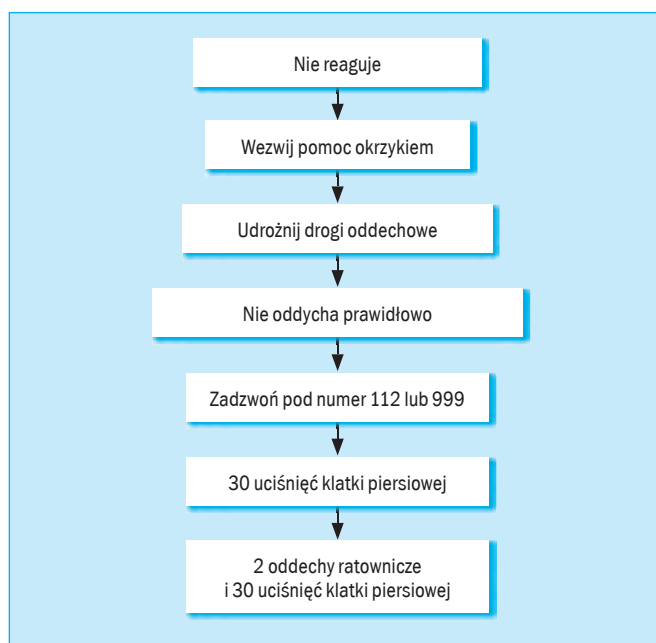 Nie reaguje
Wezwij pomoc okrzykiem
Udrożnij drogi oddechowe
Nie oddycha prawidłowo
Zadzwoń pod numer 112 lub 999
30 uciśnięć klatki piersiowej
2 oddechy ratownicze
i 30 uciśnięć klatki piersiowej